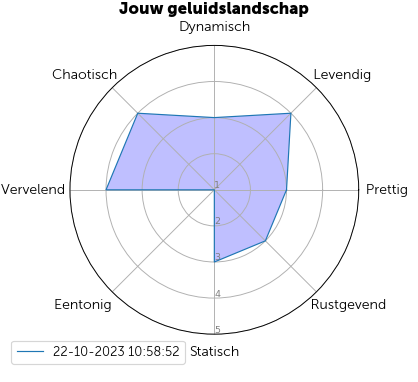 Jouw geluidslandschap
Dynamisch
Chaotisch
Levendig
Vervelend
1
Prettig
2
3
4
Eentonig
Rustgevend
5
22-10-2023 10:58:52
Statisch